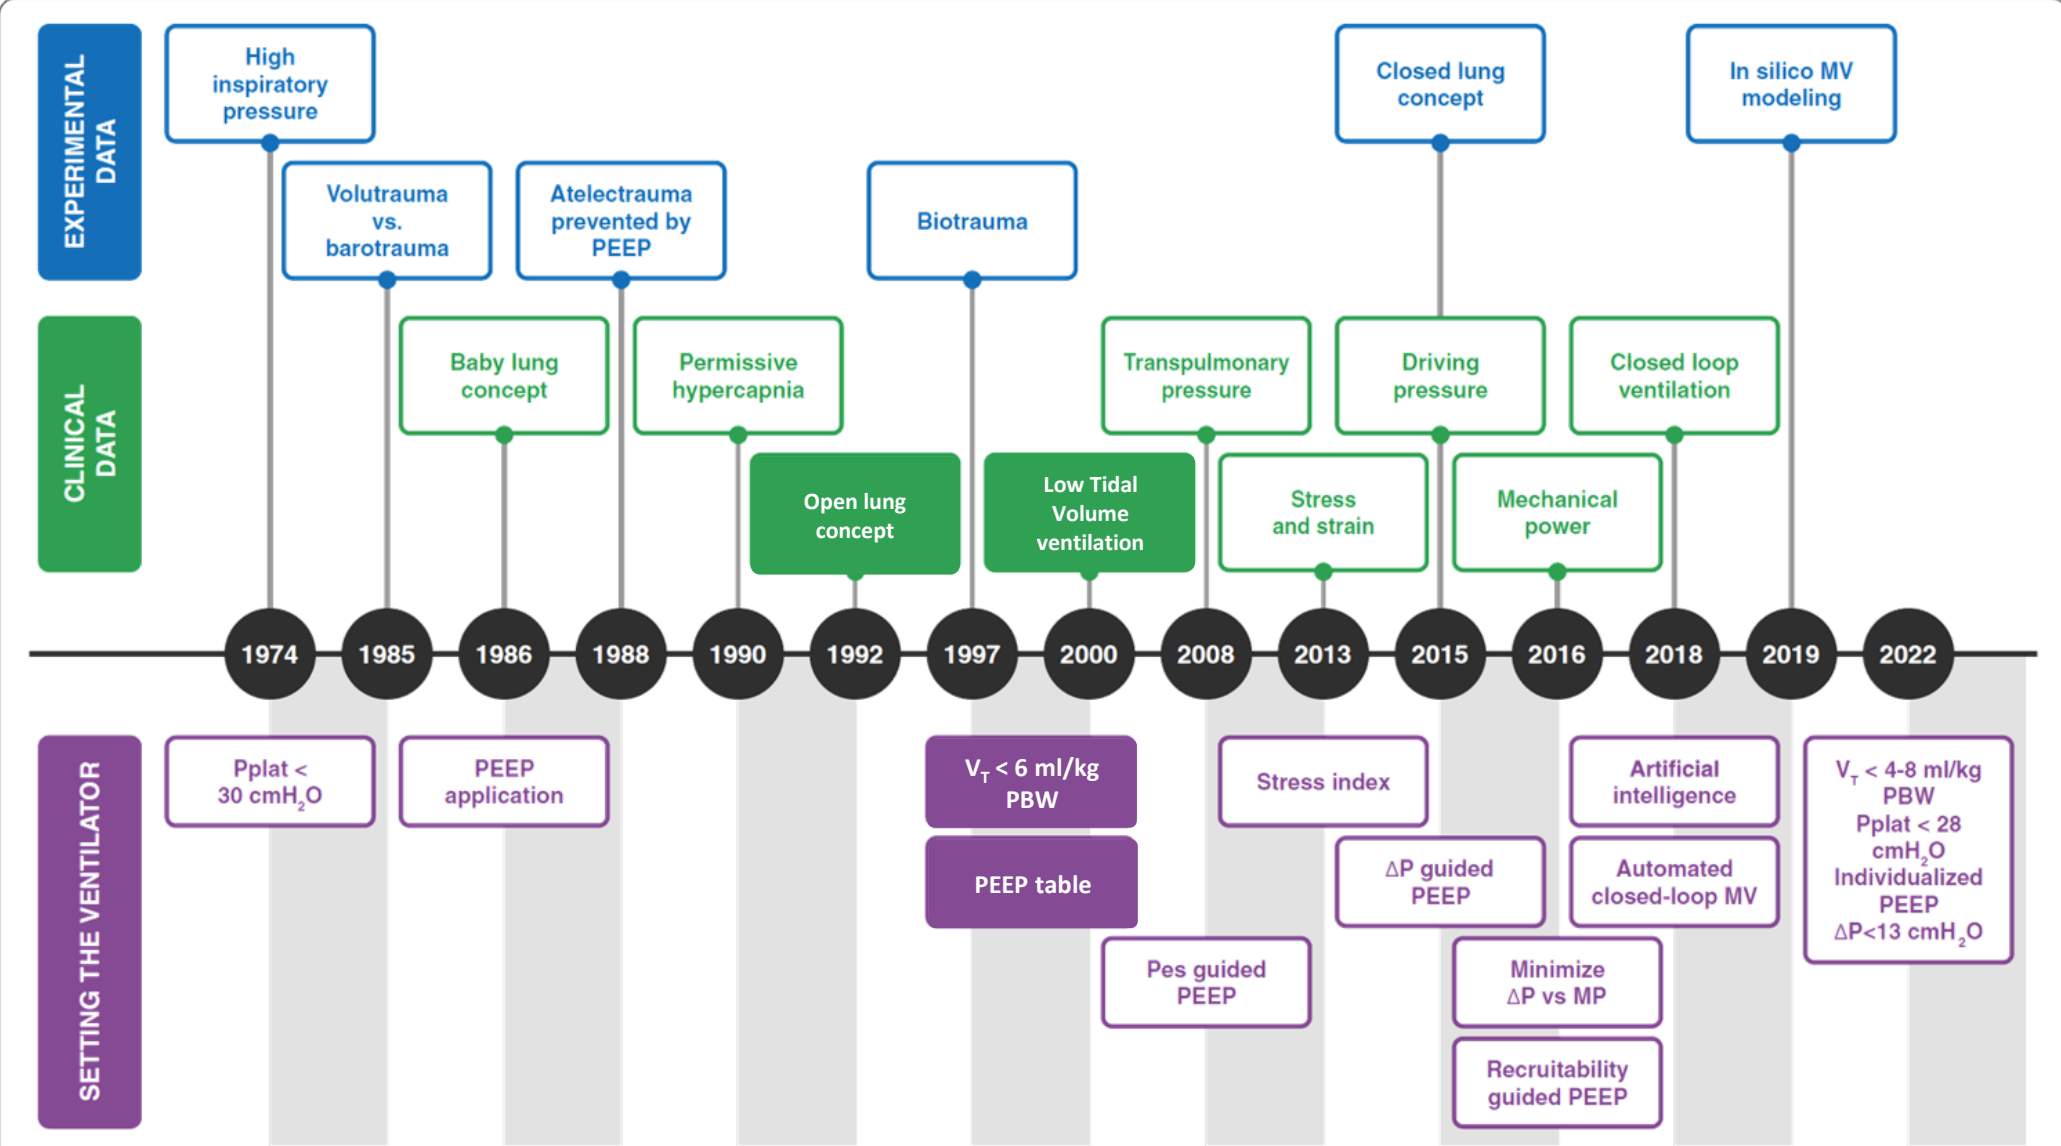 EXPERIMENTAL
DATA
High
inspiratory
pressure
Closed lung
concept
In silico MV
modeling
Volutrauma
vs.
barotrauma
Atelectrauma
prevented by
PEEP
Biotrauma
CLINICAL
DATA
Baby lung
concept
Permissive
hypercapnia
Transpulmonary
pressure
Driving
pressure
Closed loop
ventilation
Open lung
concept
Low Tidal
Volume
ventilation
Stress
and strain
Mechanical
power
1974
1985
1986
1988
1990
1992
1997
2000
2008
2013
2015
2016
2018
2019
2022
SETTING THE VENTILATOR
Pplat <
30 cmH₂O
PEEP
application
V_T < 6 ml/kg
PBW
PEEP table
Pes guided
PEEP
Stress index
ΔP guided
PEEP
Minimize
ΔP vs MP
Recruitability
guided PEEP
Artificial
intelligence
Automated
closed-loop MV
V_T < 4-8 ml/kg
PBW
Pplat < 28
cmH₂O
Individualized
PEEP
ΔP<13 cmH₂O